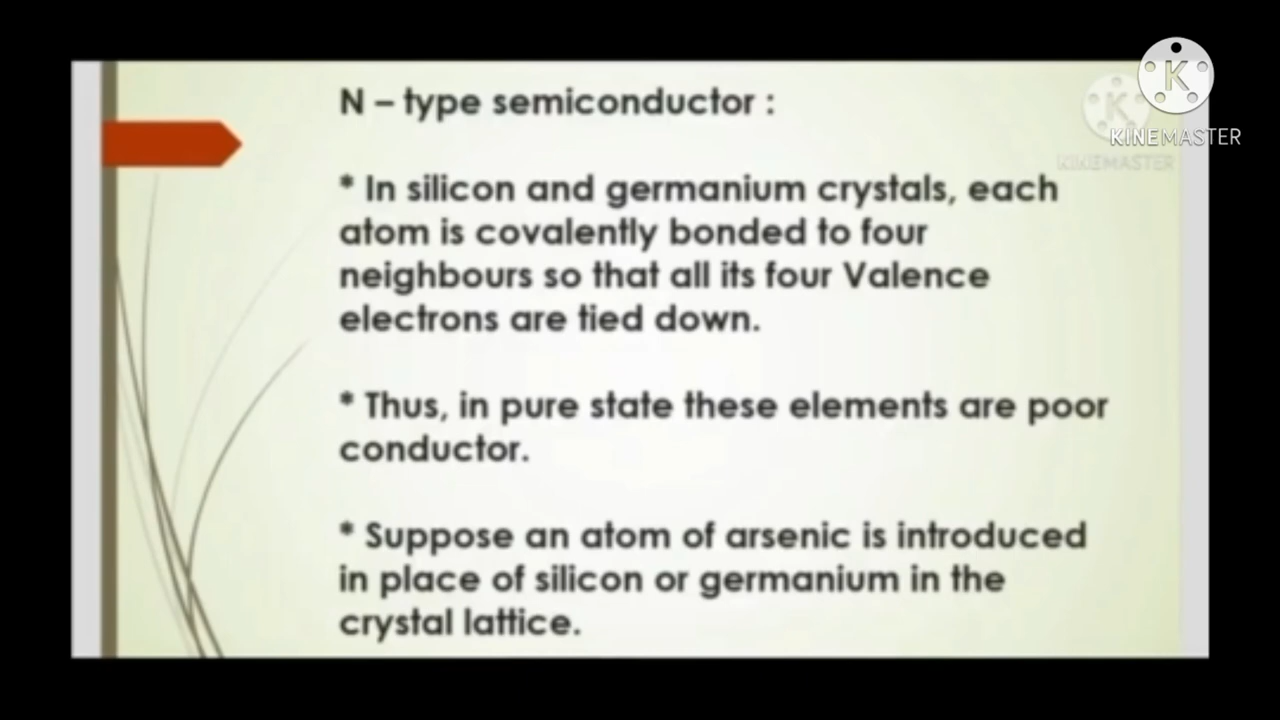 N – type semiconductor :
* In silicon and germanium crystals, each
atom is covalently bonded to four
neighbours so that all its four Valence
electrons are tied down.
* Thus, in pure state these elements are poor
conductor.
* Suppose an atom of arsenic is introduced
in place of silicon or germanium in the
crystal lattice.
K
KINEMASTER
K
KINEMASTER